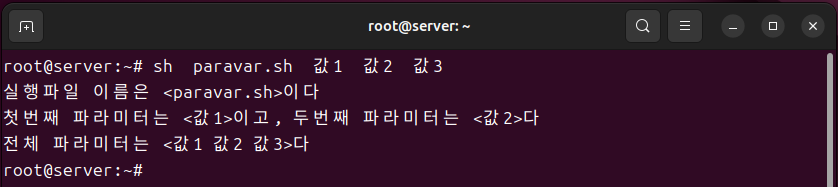 root@server: ~
root@server:~# sh  paravar.sh  값1  값2  값3
실행파일 이름은 <paravar.sh>이다
첫번째 파라미터는 <값1>이고, 두번째 파라미터는 <값2>다
전체 파라미터는 <값1 값2 값3>다
root@server:~#